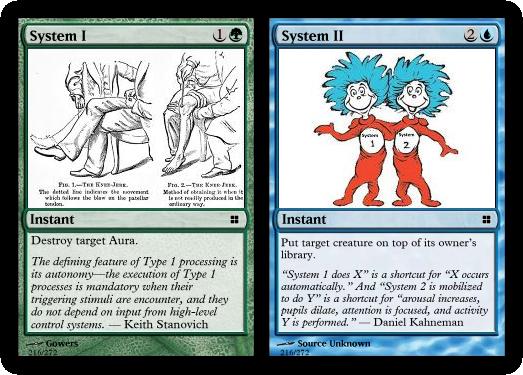 System I 1
FIG. 1.—THE KNEE-JERK.
The dotted line indicates the movement
which follows the blow on the patellar
tendon.
FIG. 2.—THE KNEE-JERK.
Method of obtaining it when it
is not readily produced in the
ordinary way.
Instant
Destroy target Aura.
The defining feature of Type 1 processing is
its autonomy—the execution of Type 1
processes is mandatory when their
triggering stimuli are encounter, and they
do not depend on input from high-level
control systems. — Keith Stanovich
Gowers
216/272
System II 2
System
1
System
2
Instant
Put target creature on top of its owner's
library.
"System 1 does X" is a shortcut for "X occurs
automatically." And "System 2 is mobilized
to do Y" is a shortcut for "arousal increases,
pupils dilate, attention is focused, and activity
Y is performed." — Daniel Kahneman
Source Unknown
216/272